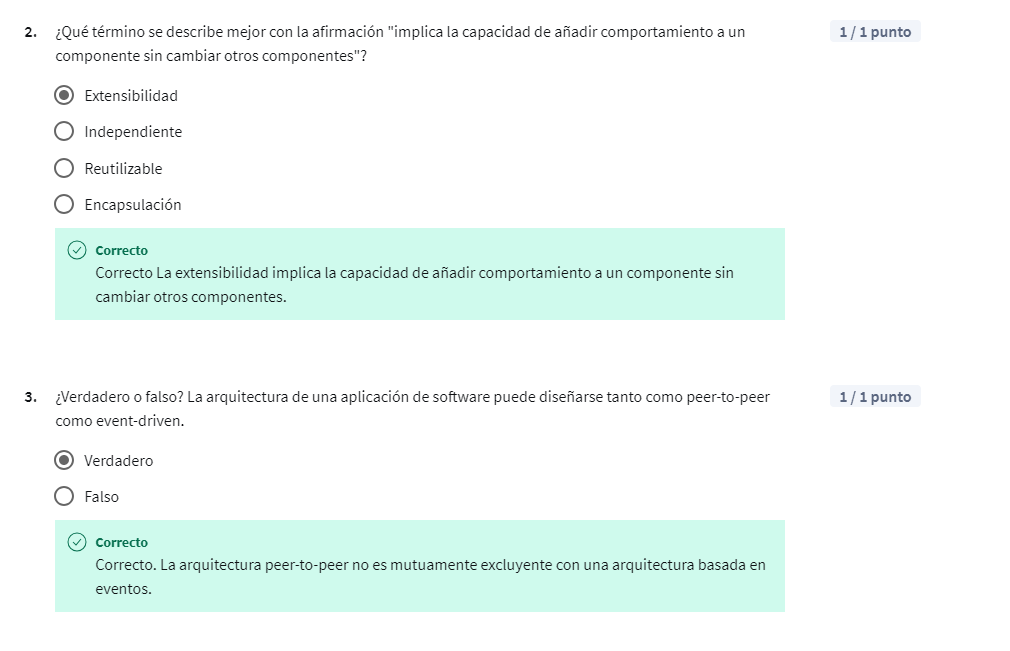 2. ¿Qué término se describe mejor con la afirmación "implica la capacidad de añadir comportamiento a un
componente sin cambiar otros componentes"?
1 / 1 punto
Extensibilidad
Independiente
Reutilizable
Encapsulación
Correcto
Correcto La extensibilidad implica la capacidad de añadir comportamiento a un componente sin
cambiar otros componentes.
3. ¿Verdadero o falso? La arquitectura de una aplicación de software puede diseñarse tanto como peer-to-peer
como event-driven.
1 / 1 punto
Verdadero
Falso
Correcto
Correcto. La arquitectura peer-to-peer no es mutuamente excluyente con una arquitectura basada en
eventos.